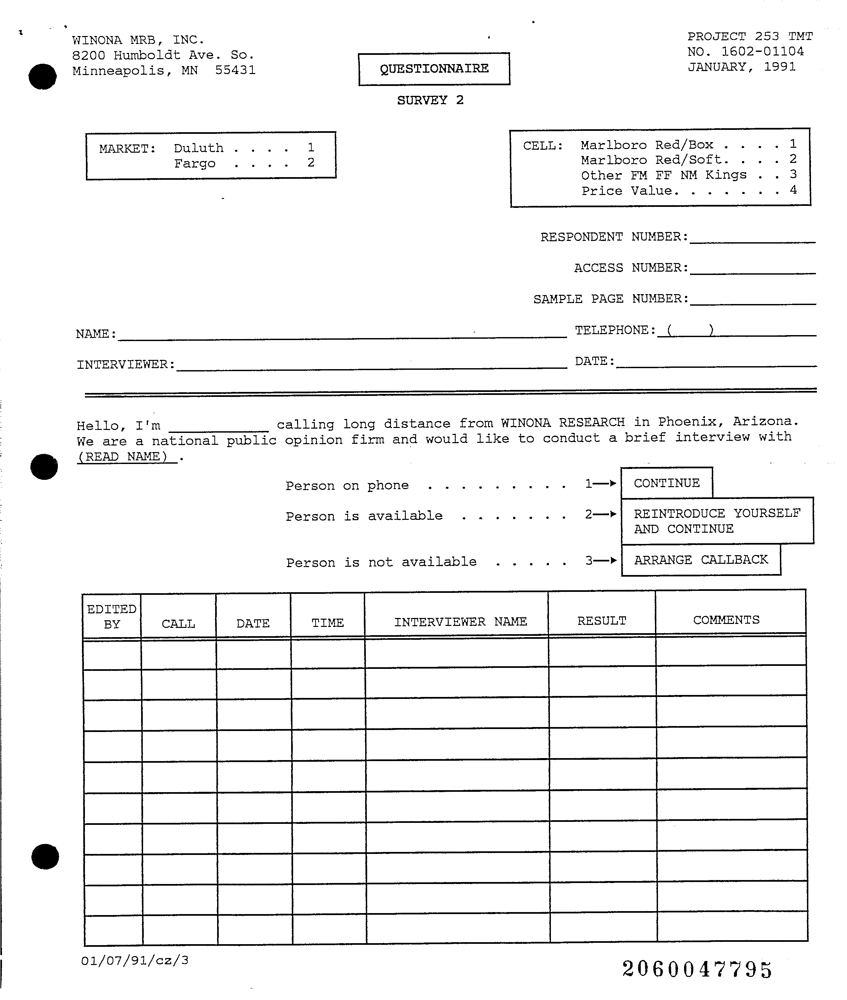 WINONA MRB, INC.
8200 Humboldt Ave. So.
Minneapolis, MN 55431
QUESTIONNAIRE
SURVEY 2
PROJECT 253 TMT
NO. 1602-01104
JANUARY, 1991
MARKET: Duluth . . . . 1
Fargo . . . . 2
CELL: Marlboro Red/Box . . . . 1
Marlboro Red/Soft. . . . 2
Other FM FF NM Kings . . 3
Price Value. . . . . . . 4
RESPONDENT NUMBER:
ACCESS NUMBER:
SAMPLE PAGE NUMBER:
NAME: TELEPHONE: ( )
INTERVIEWER: DATE:
Hello, I'm __________ calling long distance from WINONA RESEARCH in Phoenix, Arizona.
We are a national public opinion firm and would like to conduct a brief interview with
(READ NAME) .
Person on phone . . . . . . . . . 1 → CONTINUE
Person is available . . . . . . . 2 → REINTRODUCE YOURSELF
AND CONTINUE
Person is not available . . . . . 3 → ARRANGE CALLBACK
EDITED
BY CALL DATE TIME INTERVIEWER NAME RESULT COMMENTS
01/07/91/cz/3
2060047795